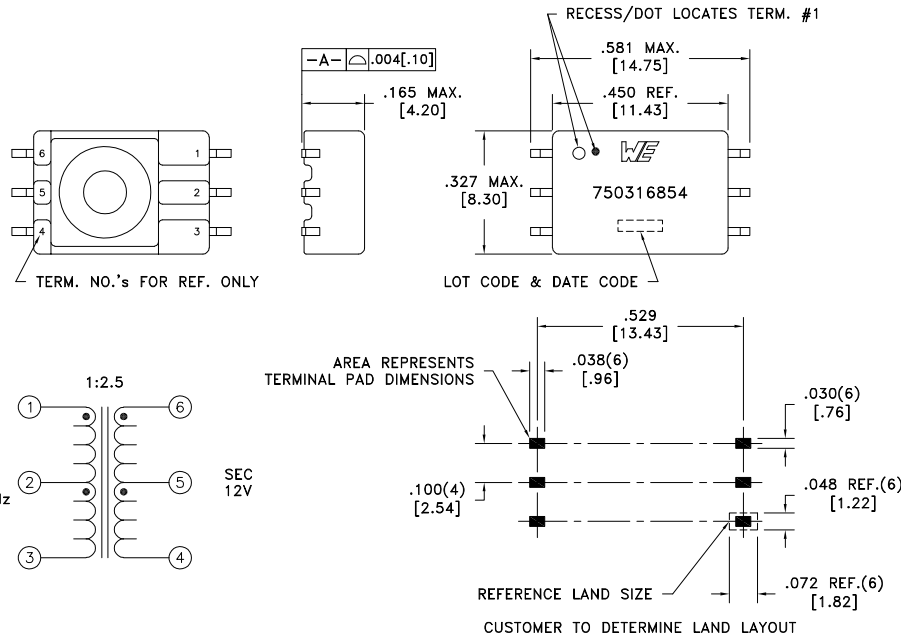 RECESS/DOT LOCATES TERM. #1
-A- .004[.10]
.165 MAX.
[4.20]
.581 MAX.
[14.75]
.450 REF.
[11.43]
6
5
4
1
2
3
TERM. NO.'s FOR REF. ONLY
.327 MAX.
[8.30]
WE
750316854
LOT CODE & DATE CODE
1:2.5
1
2
3
6
5
4
Hz
SEC
12V
.529
[13.43]
AREA REPRESENTS
TERMINAL PAD DIMENSIONS
.038(6)
[.96]
.030(6)
[.76]
.100(4)
[2.54]
.048 REF.(6)
[1.22]
REFERENCE LAND SIZE
.072 REF.(6)
[1.82]
CUSTOMER TO DETERMINE LAND LAYOUT